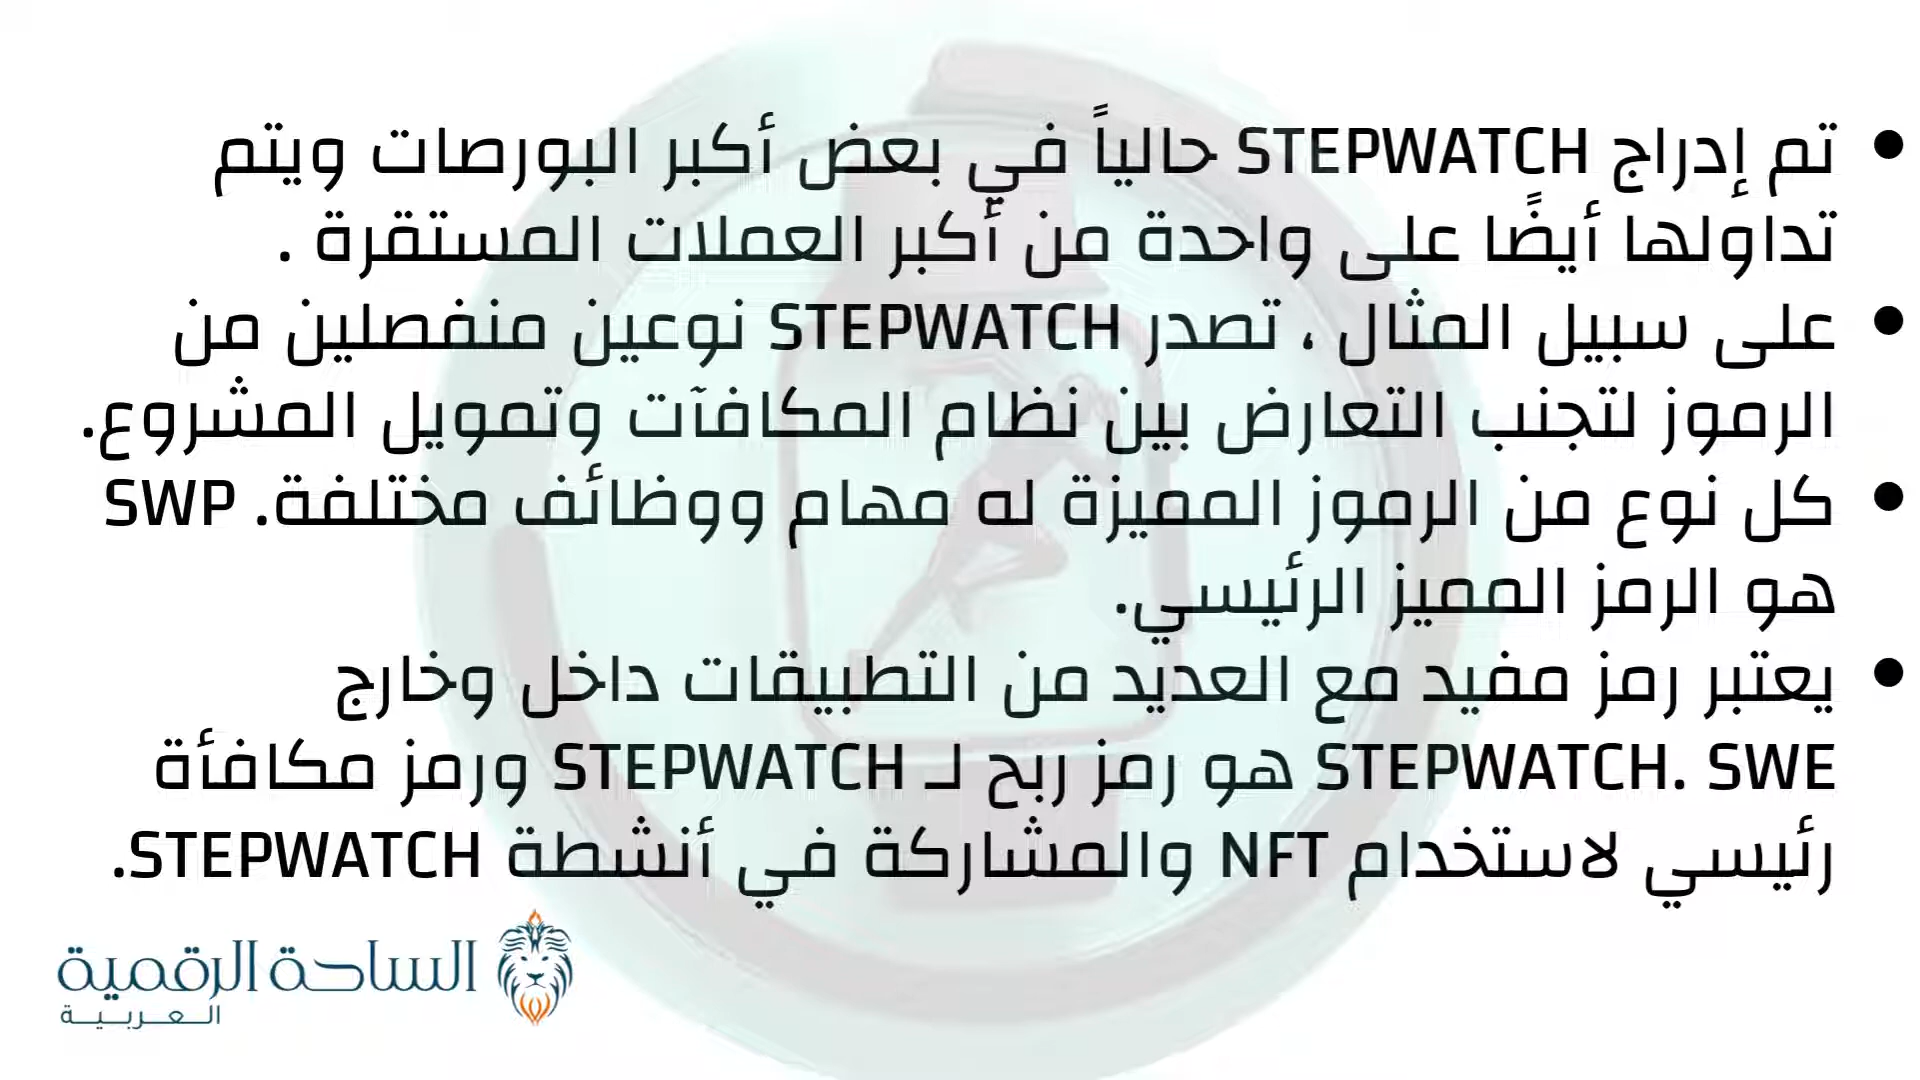 • تم إدراج STEPWATCH حالياً في بعض أكبر البورصات ويتم
تداولها أيضًا على واحدة من أكبر العملات المستقرة .
• على سبيل المثال ، تصدر STEPWATCH نوعين منفصلين من
الرموز لتجنب التعارض بين نظام المكافآت وتمويل المشروع.
• كل نوع من الرموز المميزة له مهام ووظائف مختلفة. SWP
هو الرمز المميز الرئيسي.
• يعتبر رمز مفيد مع العديد من التطبيقات داخل وخارج
STEPWATCH. SWE هو رمز ربح لـ STEPWATCH ورمز مكافأة
رئيسي لاستخدام NFT والمشاركة في أنشطة STEPWATCH.
الساحة الرقمية
العربية